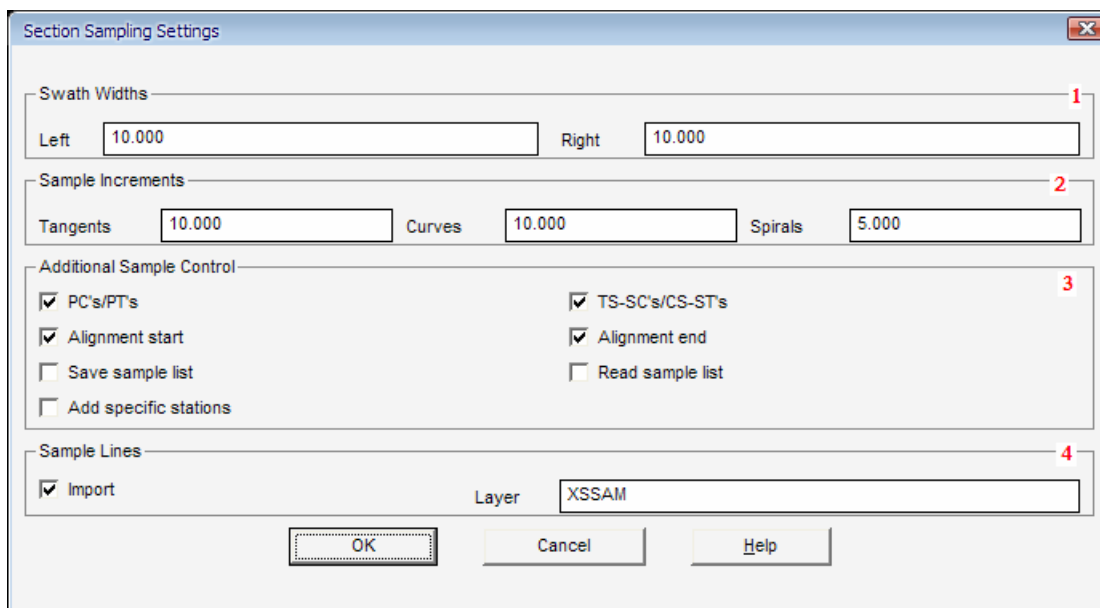 Section Sampling Settings
Swath Widths 1
Left 10.000 Right 10.000
Sample Increments 2
Tangents 10.000 Curves 10.000 Spirals 5.000
Additional Sample Control 3
PC's/PT's TS-SC's/CS-ST's
Alignment start Alignment end
Save sample list Read sample list
Add specific stations
Sample Lines 4
Import Layer XSSAM
OK Cancel Help